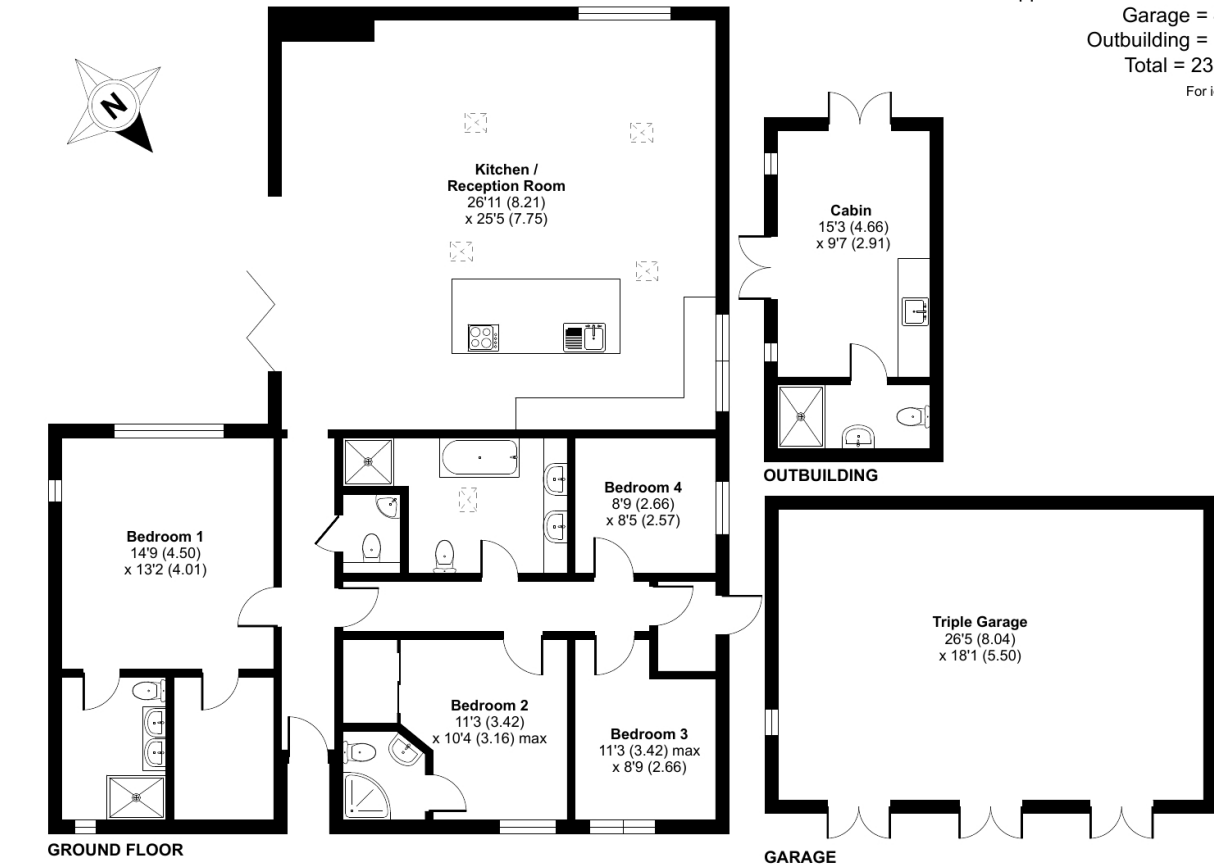 Garage =
Outbuilding =
Total = 23
For i
N
Kitchen /
Reception Room
26'11 (8.21)
x 25'5 (7.75)
Cabin
15'3 (4.66)
x 9'7 (2.91)
OUTBUILDING
Bedroom 4
8'9 (2.66)
x 8'5 (2.57)
Bedroom 1
14'9 (4.50)
x 13'2 (4.01)
Triple Garage
26'5 (8.04)
x 18'1 (5.50)
Bedroom 2
11'3 (3.42)
x 10'4 (3.16) max
Bedroom 3
11'3 (3.42) max
x 8'9 (2.66)
GROUND FLOOR
GARAGE